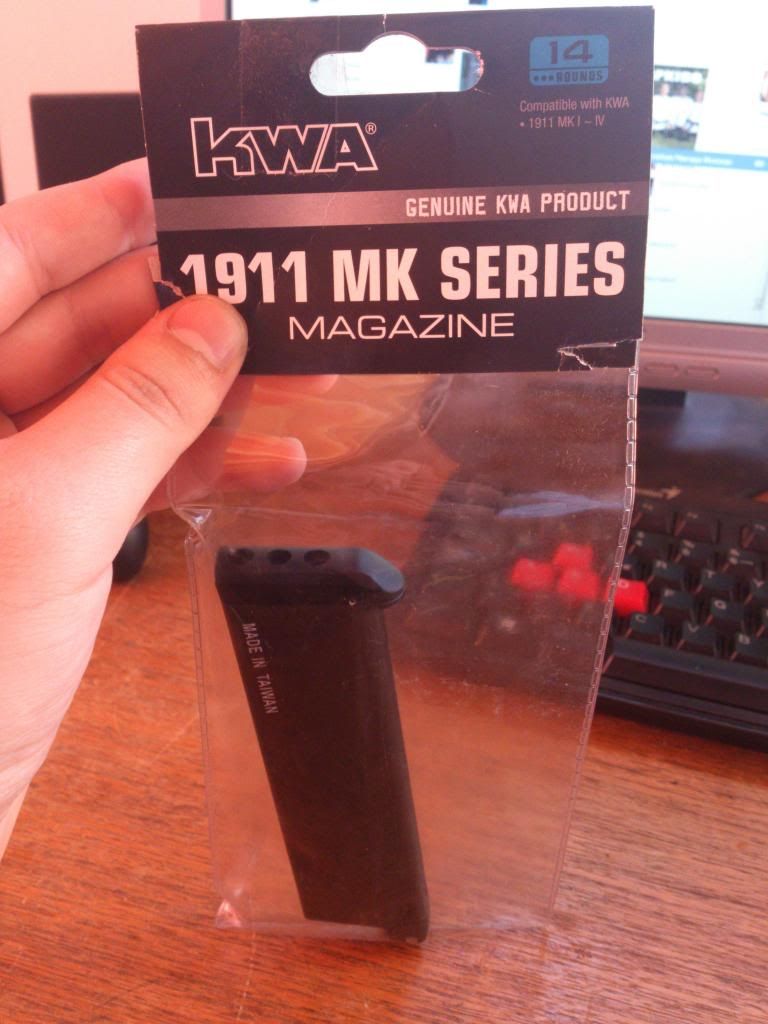 14
•••ROUNDS
Compatible with KWA
• 1911 MK I ~ IV
KWA®
GENUINE KWA PRODUCT
1911 MK SERIES
MAGAZINE
MADE IN TAIWAN